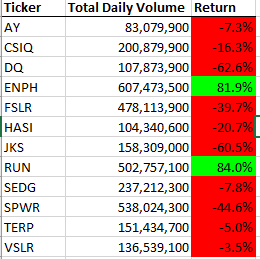 Ticker Total Daily Volume Return
AY 83,079,900 -7.3%
CSIQ 200,879,900 -16.3%
DQ 107,873,900 -62.6%
ENPH 607,473,500 81.9%
FSLR 478,113,900 -39.7%
HASI 104,340,600 -20.7%
JKS 158,309,000 -60.5%
RUN 502,757,100 84.0%
SEDG 237,212,300 -7.8%
SPWR 538,024,300 -44.6%
TERP 151,434,700 -5.0%
VSLR 136,539,100 -3.5%